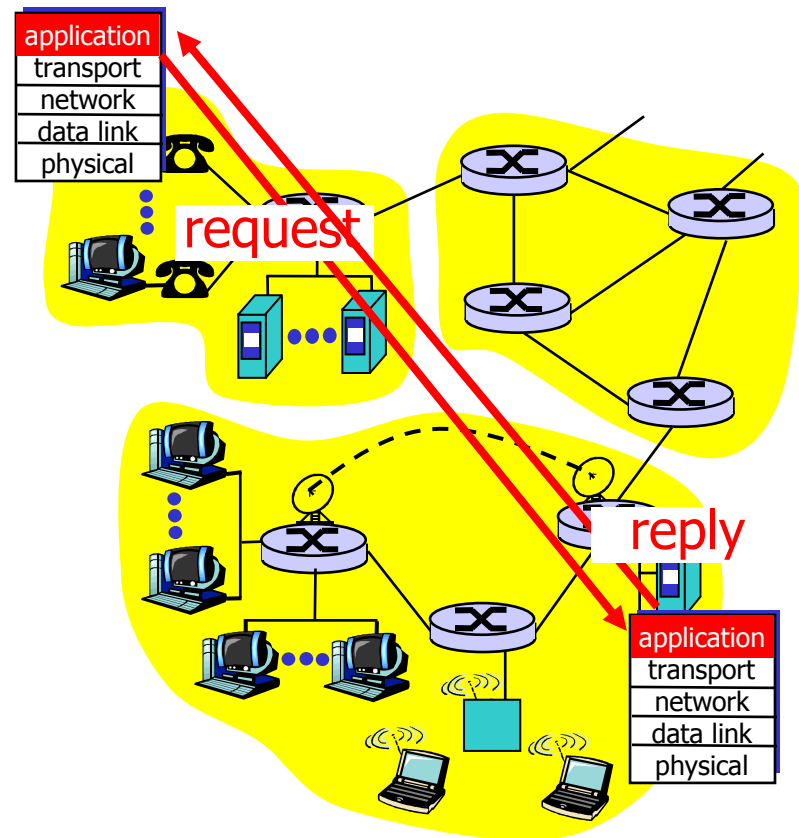 application
transport
network
data link
physical
request
reply
application
transport
network
data link
physical